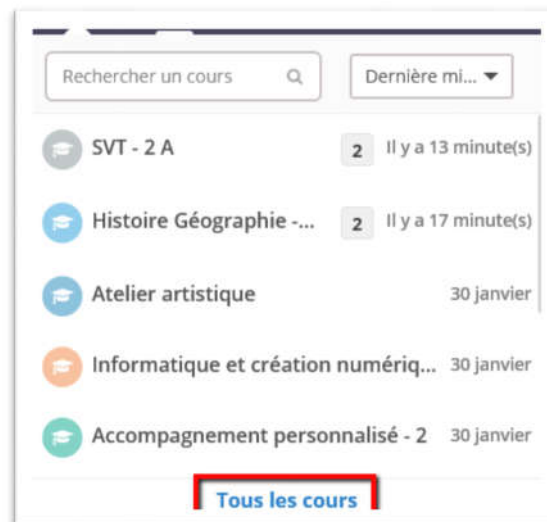 Rechercher un cours Dernière mi...
SVT - 2 A 2 Il y a 13 minute(s)
Histoire Géographie -... 2 Il y a 17 minute(s)
Atelier artistique 30 janvier
Informatique et création numériq... 30 janvier
Accompagnement personnalisé - 2 30 janvier
Tous les cours